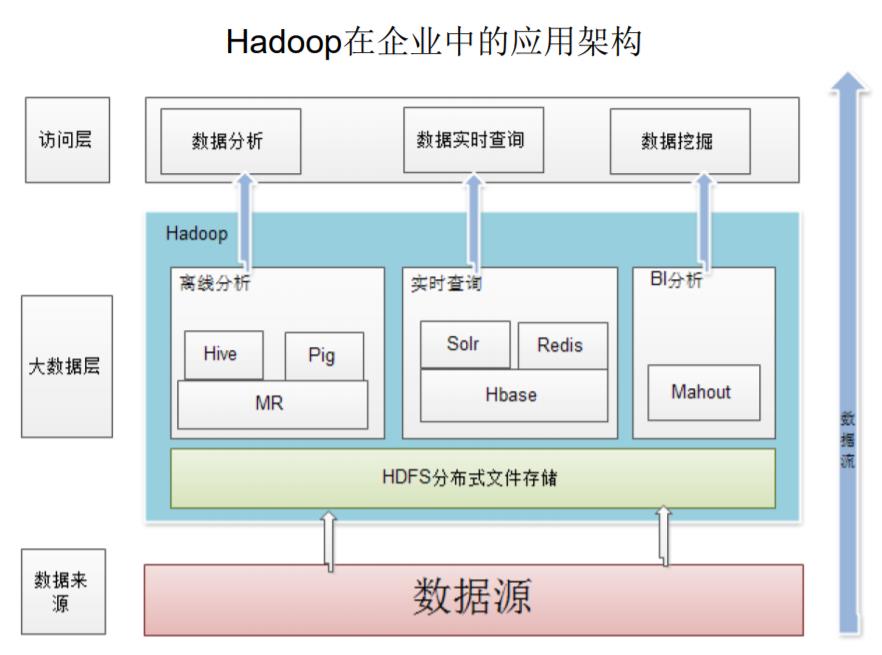 Hadoop在企业中的应用架构
访问层
数据分析
数据实时查询
数据挖掘
Hadoop
大数据层
离线分析
Hive
Pig
MR
实时查询
Solr
Redis
Hbase
BI分析
Mahout
HDFS分布式文件存储
数据来
源
数据源
数
据
流